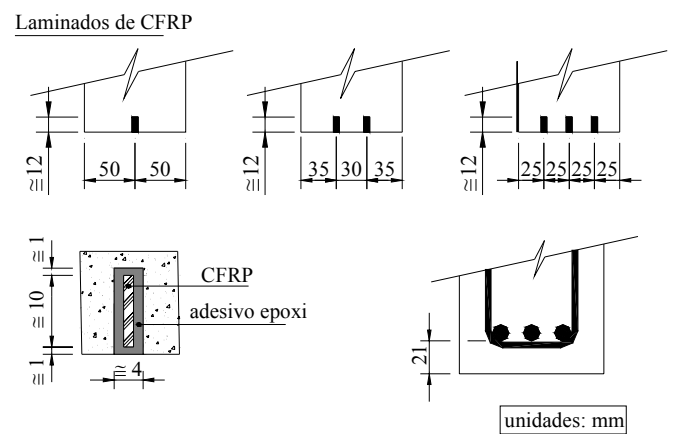 Laminados de CFRP
≅12
50 50
≅12
35 30 35
≅12
25 25 25 25
≅1
≅10
≅1
CFRP
adesivo epoxi
≅4
21
unidades: mm